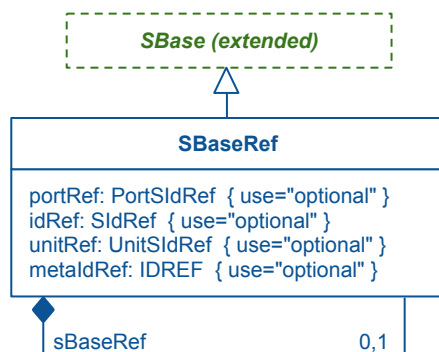 SBase (extended)
SBaseRef
portRef: PortSIdRef { use="optional" }
idRef: SIdRef { use="optional" }
unitRef: UnitSIdRef { use="optional" }
metaIdRef: IDREF { use="optional" }
sBaseRef 0,1